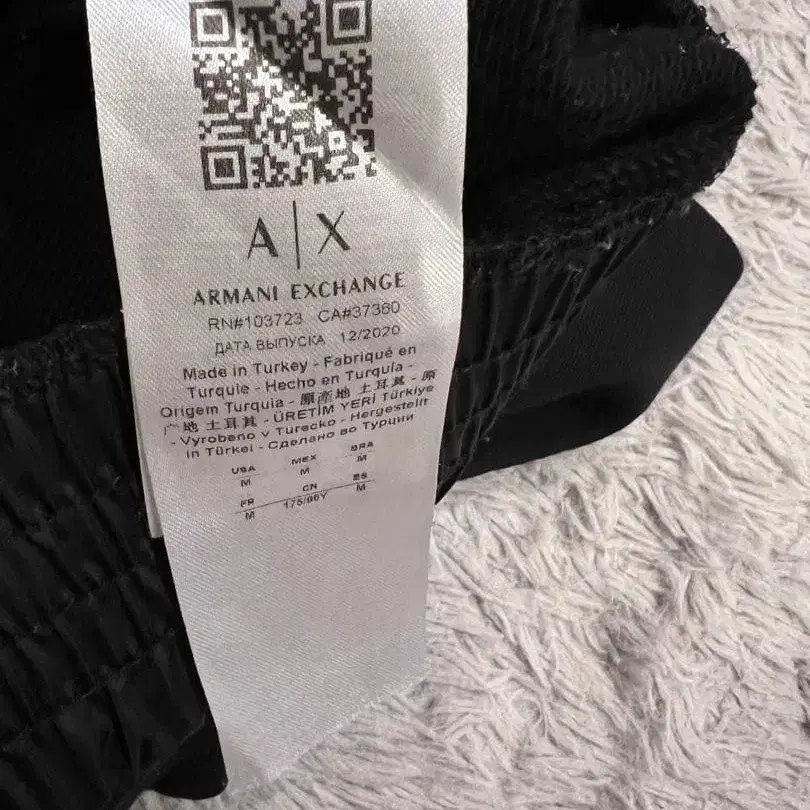 A|X
ARMANI EXCHANGE
RN#103723 CA#37360
ДАТА ВЫПУСКА 12/2020
Made in Turkey - Fabriqué en
Turquie - Hecho en Turquía -
Origem Turquia - 原產地 土耳其 - 原
产地 土耳其 - ÜRETİM YERİ Türkiye
- Vyrobeno v Turecko - Hergestellt
in Türkei - Сделано во Турции
USA MEX BRA
M M M
FR CN ES
M 175/96Y M